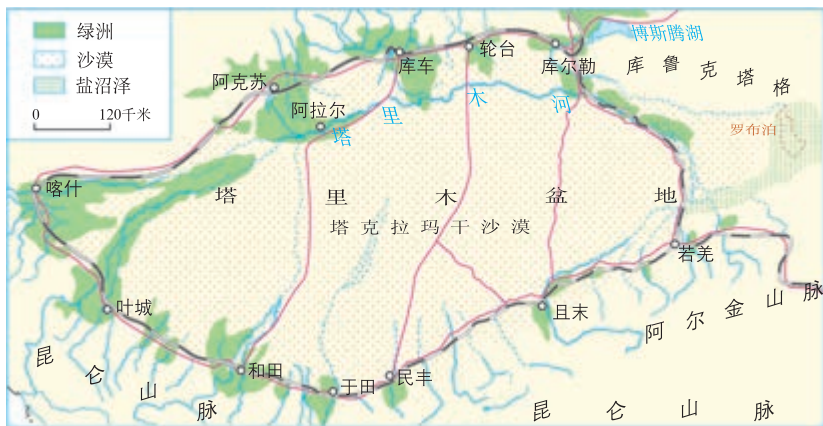 绿洲
沙漠
盐沼泽
0 120千米
博斯腾湖
轮台
库车
库尔勒
库鲁克塔格
阿克苏
阿拉尔
塔里木河
罗布泊
喀什
塔里木盆地
塔克拉玛干沙漠
若羌
叶城
且末
阿尔金山脉
昆仑山脉
和田
于田
民丰
昆仑山脉